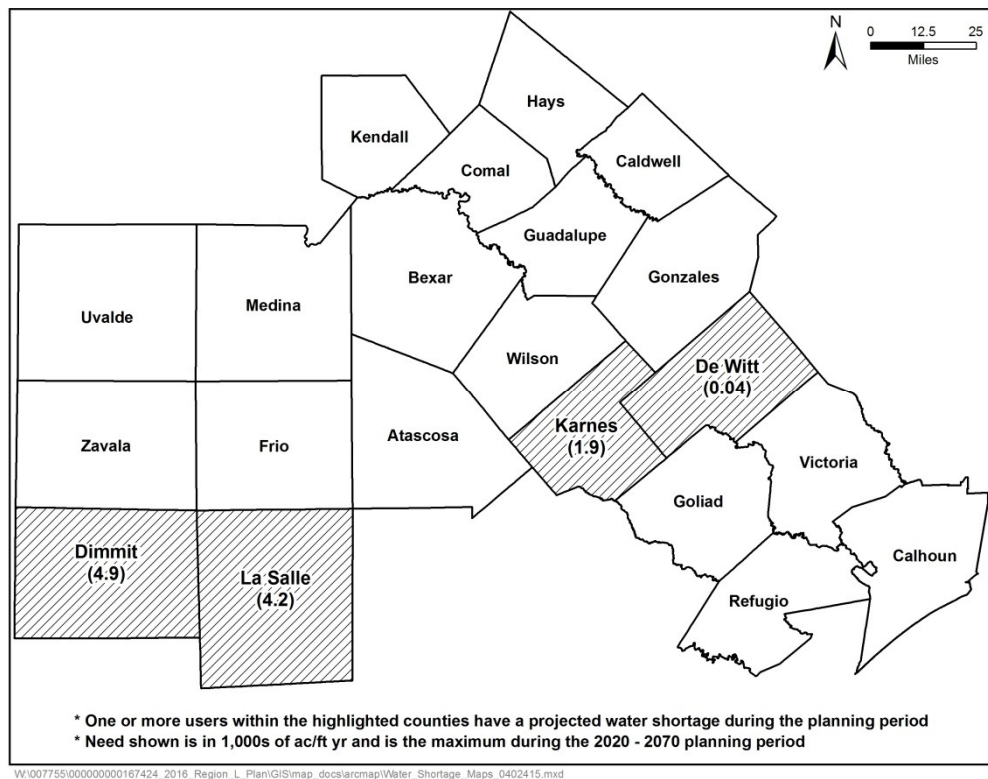 N
0 12.5 25
Miles
Hays
Kendall
Caldwell
Comal
Guadalupe
Bexar
Gonzales
Medina
Uvalde
Wilson
De Witt
(0.04)
Karnes
(1.9)
Atascosa
Zavala
Frio
Victoria
Goliad
Dimmit
(4.9)
La Salle
(4.2)
Calhoun
Refugio
* One or more users within the highlighted counties have a projected water shortage during the planning period
* Need shown is in 1,000s of ac/ft yr and is the maximum during the 2020 - 2070 planning period
W:\007755\000000000167424_2016_Region_L_Plan\GIS\map_docs\arcmap\Water_Shortage_Maps_0402415.mxd